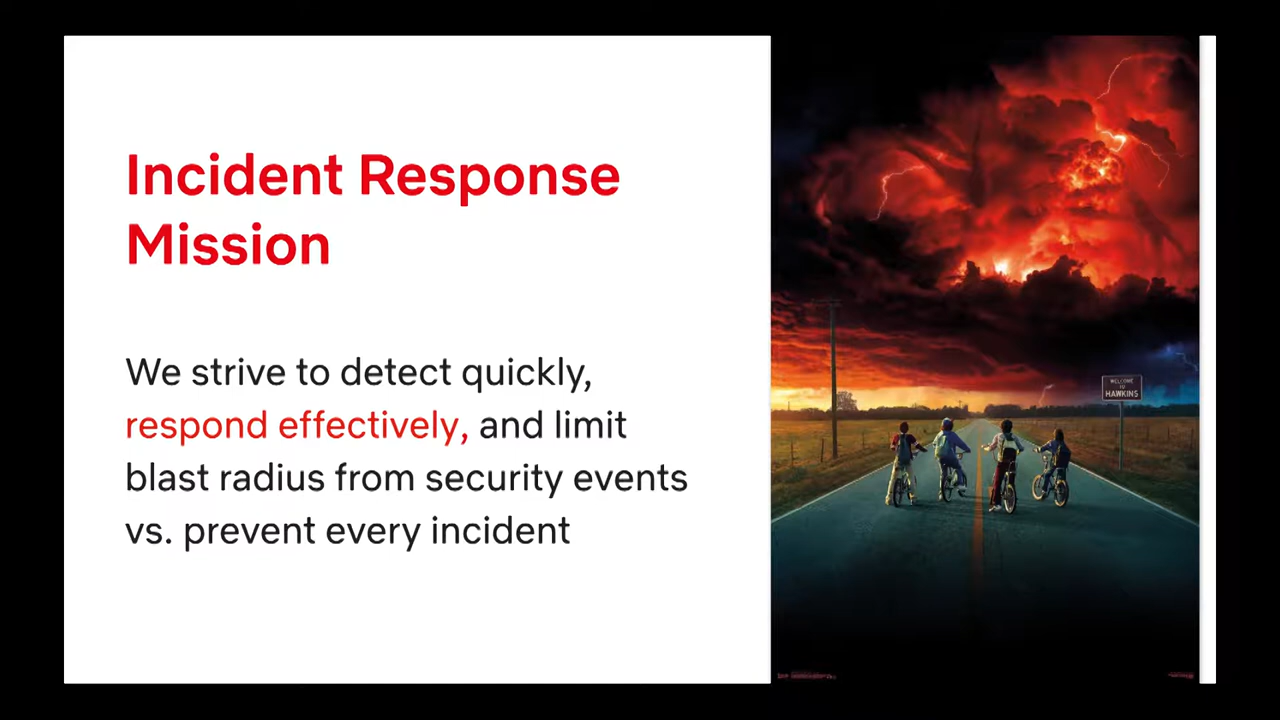 Incident Response
Mission
We strive to detect quickly,
respond effectively, and limit
blast radius from security events
vs. prevent every incident
WELCOME
TO
HAWKINS